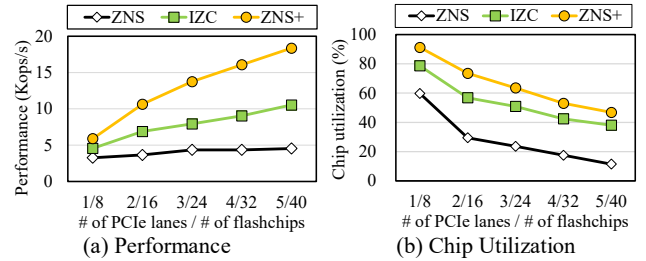 ZNS IZC ZNS+
Performance (Kops/s)
20
15
10
5
0
1/8 2/16 3/24 4/32 5/40
# of PCIe lanes / # of flashchips
(a) Performance
ZNS IZC ZNS+
Chip utilization (%)
100
80
60
40
20
0
1/8 2/16 3/24 4/32 5/40
# of PCIe lanes / # of flashchips
(b) Chip Utilization